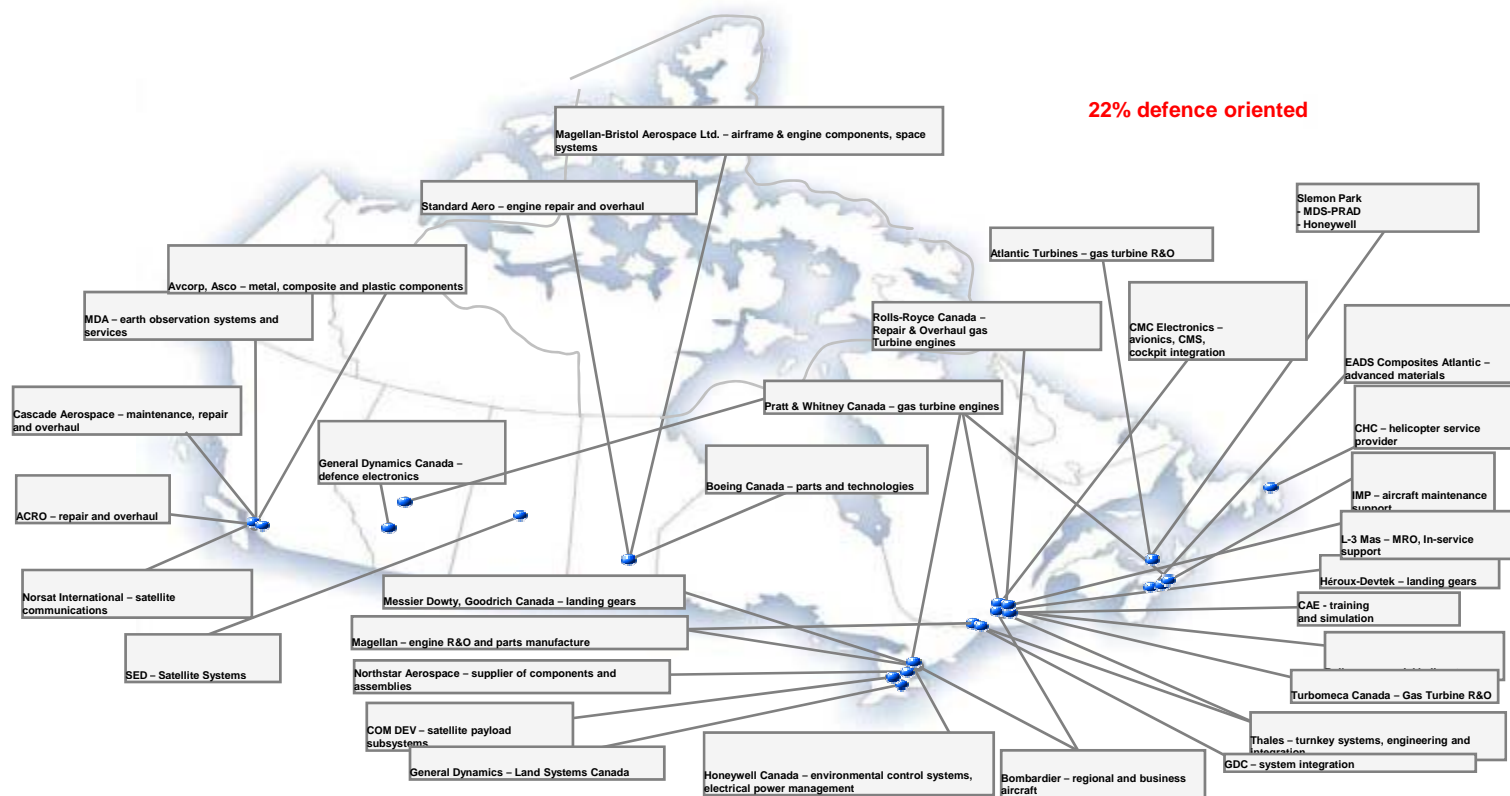 22% defence oriented
Magellan-Bristol Aerospace Ltd. – airframe & engine components, space
systems
Standard Aero – engine repair and overhaul
Slemon Park
- MDS-PRAD
- Honeywell
Atlantic Turbines – gas turbine R&O
Avcorp, Asco – metal, composite and plastic components
MDA – earth observation systems and
services
Rolls-Royce Canada –
Repair & Overhaul gas
Turbine engines
CMC Electronics –
avionics, CMS,
cockpit integration
EADS Composites Atlantic –
advanced materials
Cascade Aerospace – maintenance, repair
and overhaul
Pratt & Whitney Canada – gas turbine engines
CHC – helicopter service
provider
General Dynamics Canada –
defence electronics
Boeing Canada – parts and technologies
IMP – aircraft maintenance
support
ACRO – repair and overhaul
L-3 Mas – MRO, In-service
support
Héroux-Devtek – landing gears
Norsat International – satellite
communications
Messier Dowty, Goodrich Canada – landing gears
CAE - training
and simulation
Magellan – engine R&O and parts manufacture
SED – Satellite Systems
Northstar Aerospace – supplier of components and
assemblies
Turbomeca Canada – Gas Turbine R&O
COM DEV – satellite payload
subsystems
Thales – turnkey systems, engineering and
integration
GDC – system integration
General Dynamics – Land Systems Canada
Honeywell Canada – environmental control systems,
electrical power management
Bombardier – regional and business
aircraft